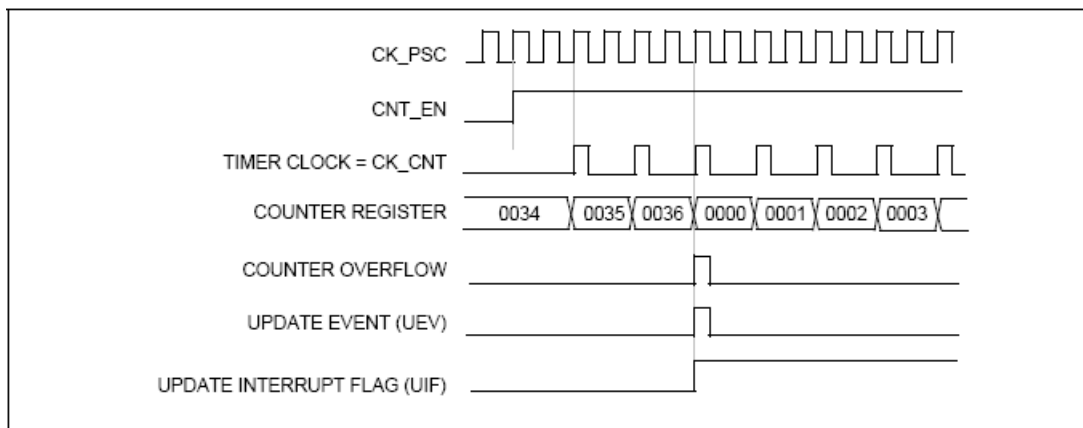 CK_PSC
CNT_EN
TIMER CLOCK = CK_CNT
COUNTER REGISTER 0034 0035 0036 0000 0001 0002 0003
COUNTER OVERFLOW
UPDATE EVENT (UEV)
UPDATE INTERRUPT FLAG (UIF)